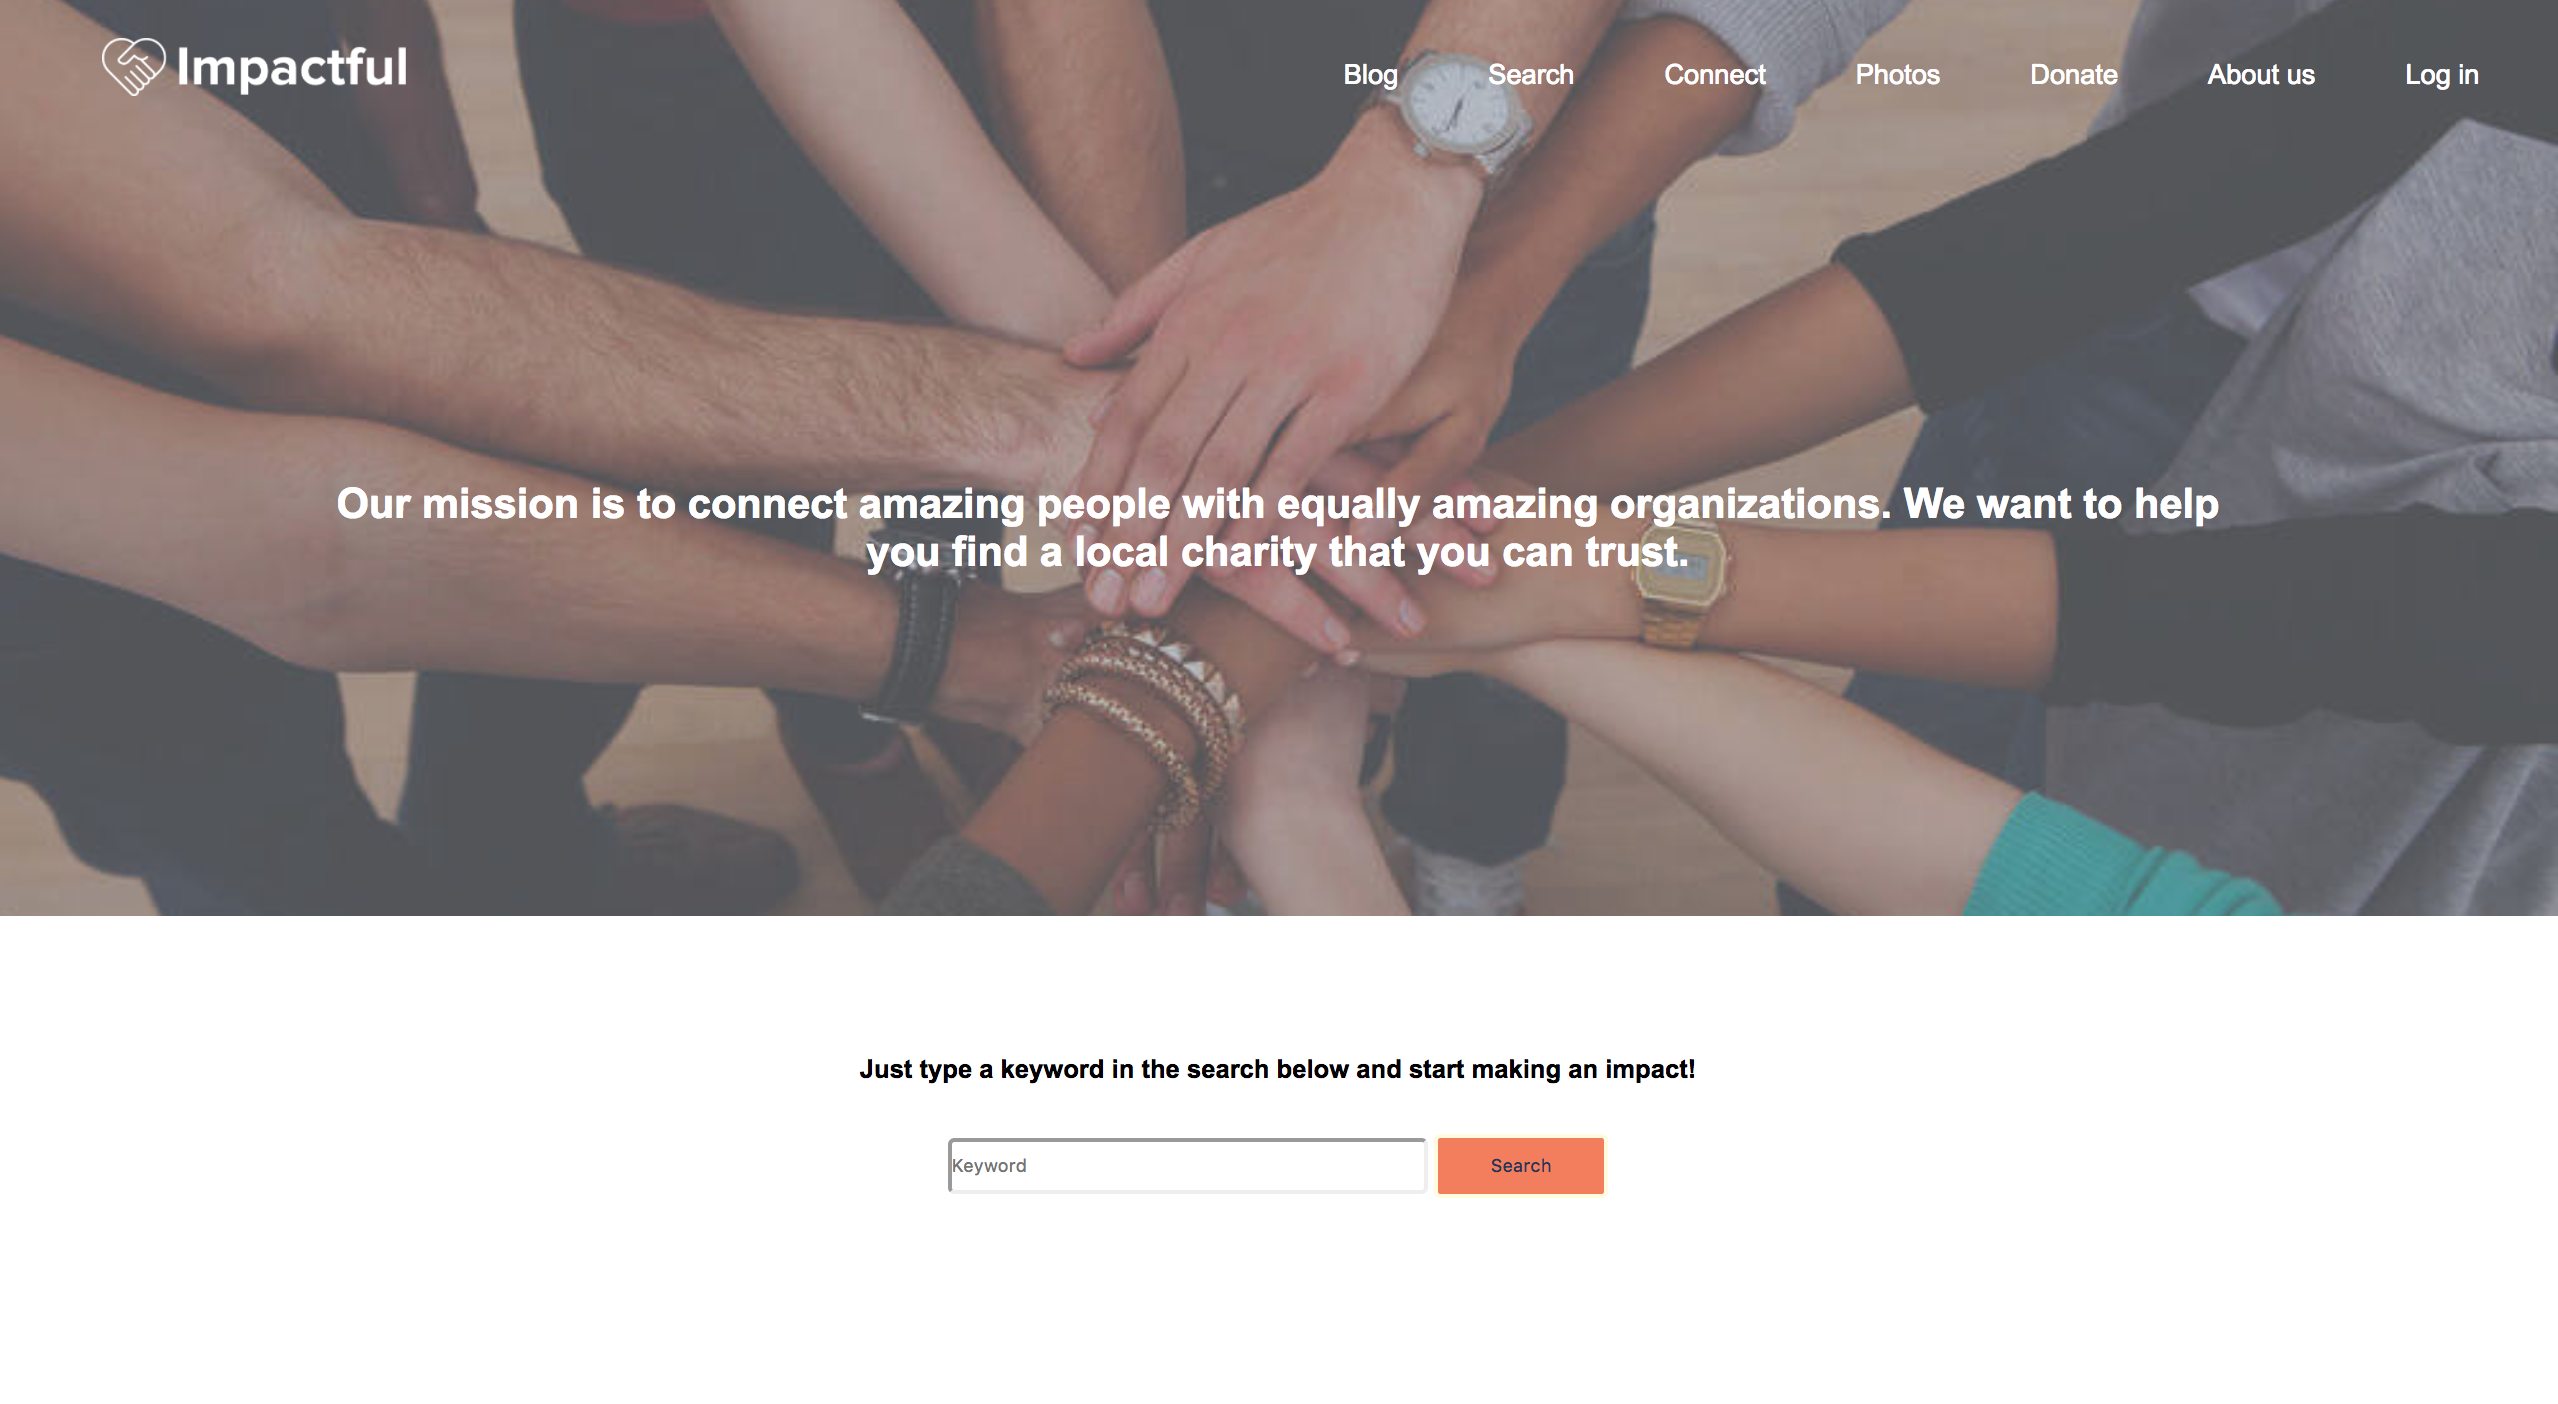 Impactful
Blog Search Connect Photos Donate About us Log in
Our mission is to connect amazing people with equally amazing organizations. We want to help
you find a local charity that you can trust.
Just type a keyword in the search below and start making an impact!
Keyword Search